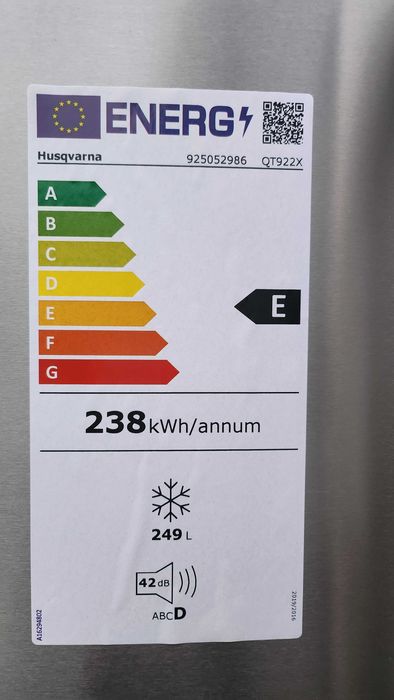 ENERG
Husqvarna 925052986 QT922X
A
B
C
D
E
E
F
G
238 kWh/annum
249 L
42 dB
ABCD
2019/2016
A16294802